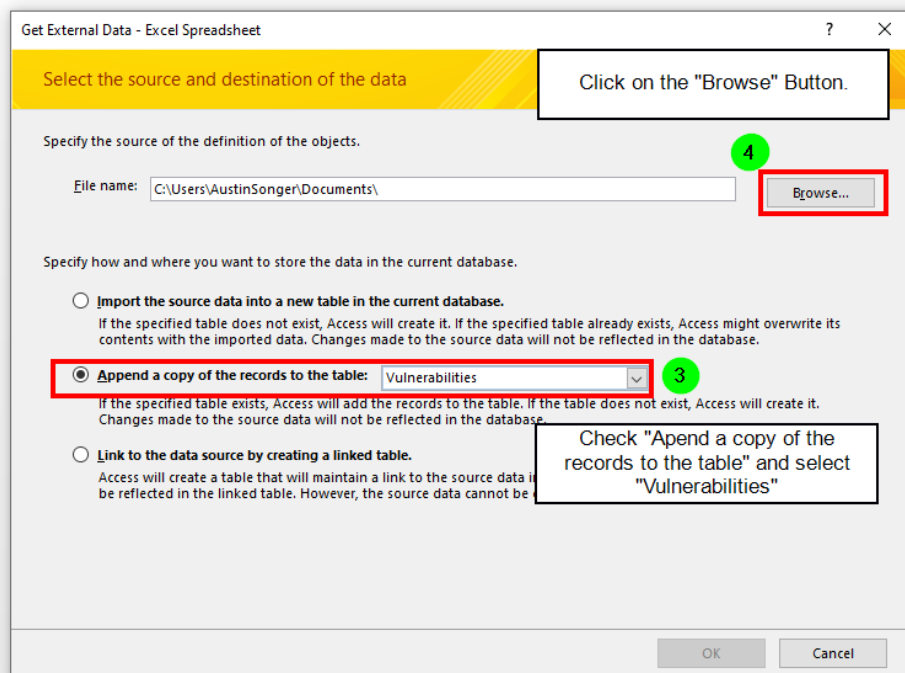 Get External Data - Excel Spreadsheet
? ×
Select the source and destination of the data
Click on the "Browse" Button.
Specify the source of the definition of the objects.
4
File name: C:\Users\AustinSonger\Documents\
Browse...
Specify how and where you want to store the data in the current database.
Import the source data into a new table in the current database.
If the specified table does not exist, Access will create it. If the specified table already exists, Access might overwrite its
contents with the imported data. Changes made to the source data will not be reflected in the database.
Append a copy of the records to the table: Vulnerabilities
3
If the specified table exists, Access will add the records to the table. If the table does not exist, Access will create it.
Changes made to the source data will not be reflected in the database.
Check "Apend a copy of the
records to the table" and select
"Vulnerabilities"
Link to the data source by creating a linked table.
Access will create a table that will maintain a link to the source data
be reflected in the linked table. However, the source data cannot be
OK Cancel